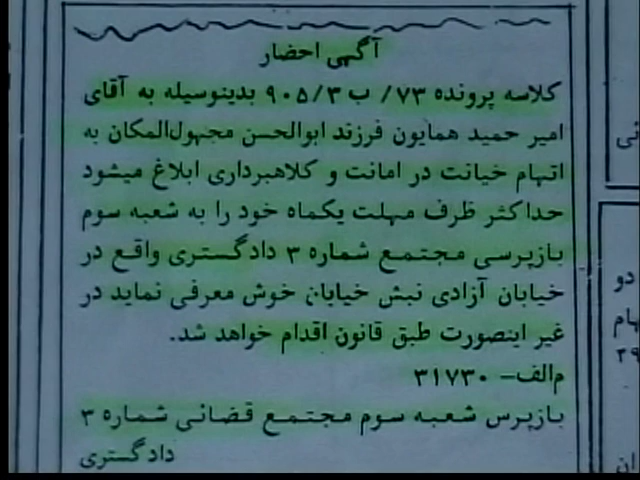 آگهی احضار
کلاسه پرونده ۷۳/ ب ۹۰۵/۳ بدینوسیله به آقای
امیر حمید همایون فرزند ابوالحسن مجهول‌المکان به
اتهام خیانت در امانت و کلاهبرداری ابلاغ میشود
حداکثر ظرف مهلت یکماه خود را به شعبه سوم
بازپرسی مجتمع شماره ۳ دادگستری واقع در
خیابان آزادی نبش خیابان خوش معرفی نماید در
غیر اینصورت طبق قانون اقدام خواهد شد.
م‌الف– ۳۱۷۳۰
بازپرس شعبه سوم مجتمع قضائی شماره ۳
دادگستری
دو
۲۹